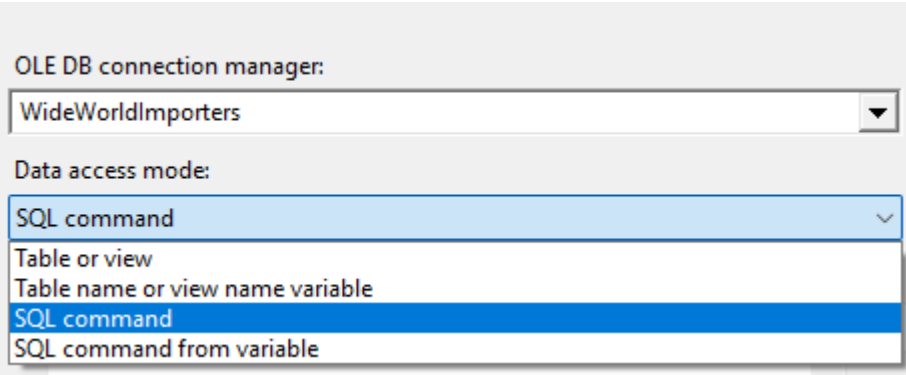 OLE DB connection manager:
WideWorldImporters
Data access mode:
SQL command
Table or view
Table name or view name variable
SQL command
SQL command from variable